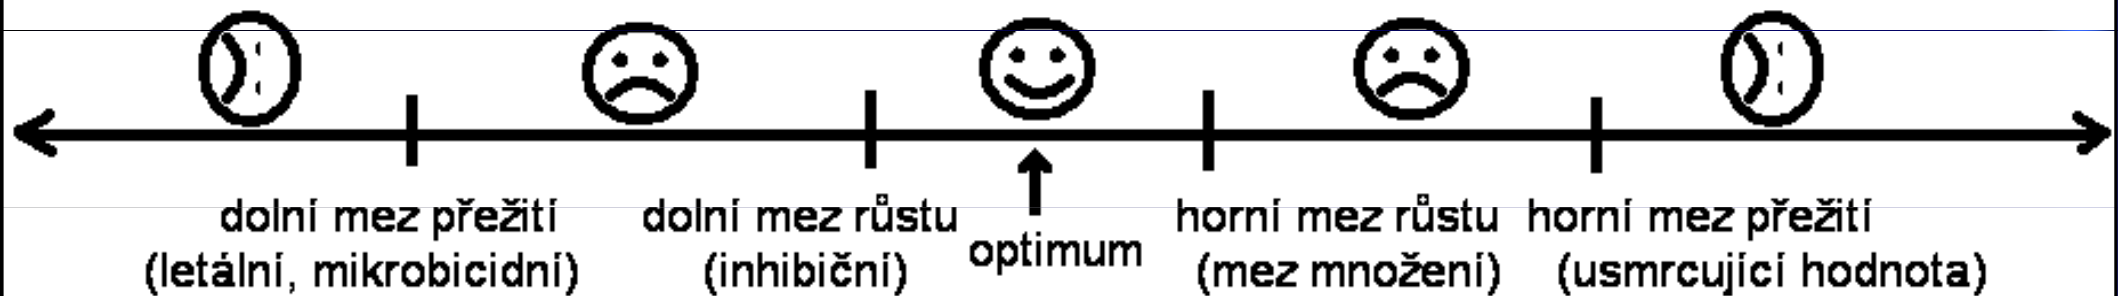 dolní mez přežití
(letální, mikrobicidní)
dolní mez růstu
(inhibiční)
optimum
horní mez růstu
(mez množení)
horní mez přežití
(usmrcující hodnota)